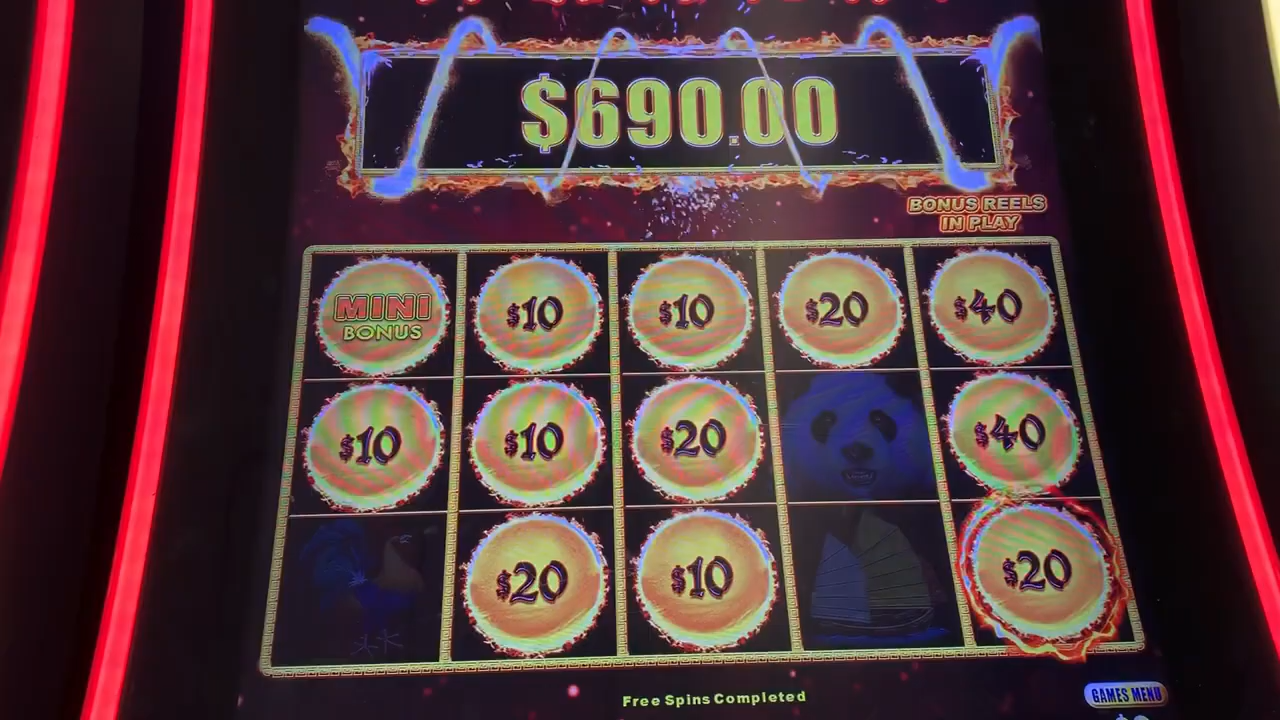 $690.00
BONUS REELS
IN PLAY
MINI
BONUS
$10
$10
$20
$40
$10
$10
$20
$40
$20
$10
$20
Free Spins Completed
GAMES MENU